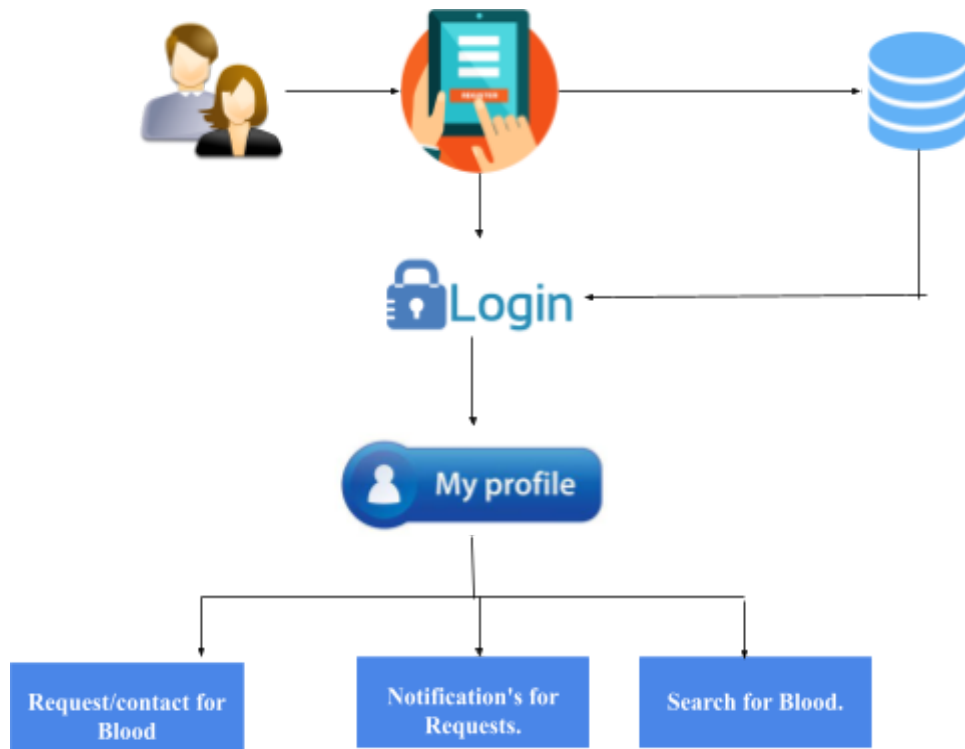 REGISTER
Login
My profile
Request/contact for
Blood
Notification's for
Requests.
Search for Blood.